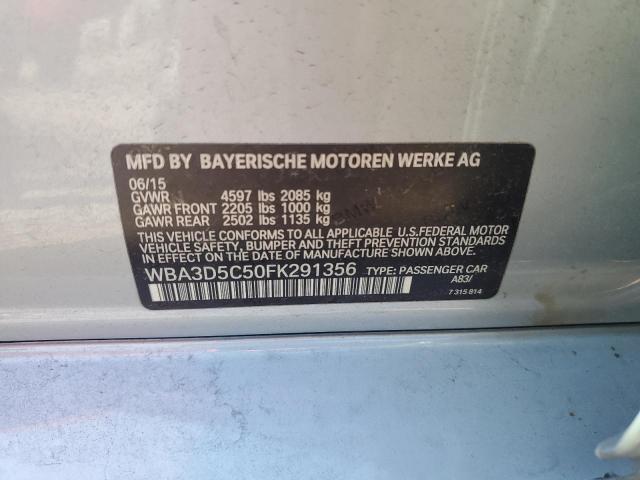 MFD BY BAYERISCHE MOTOREN WERKE AG
06/15
GVWR 4597 lbs 2085 kg
GAWR FRONT 2205 lbs 1000 kg
GAWR REAR 2502 lbs 1135 kg
THIS VEHICLE CONFORMS TO ALL APPLICABLE U.S.FEDERAL MOTOR
VEHICLE SAFETY, BUMPER AND THEFT PREVENTION STANDARDS
IN EFFECT ON THE DATE OF MANUFACTURE SHOWN ABOVE.
WBA3D5C50FK291356 TYPE: PASSENGER CAR
A83/
7 315 814